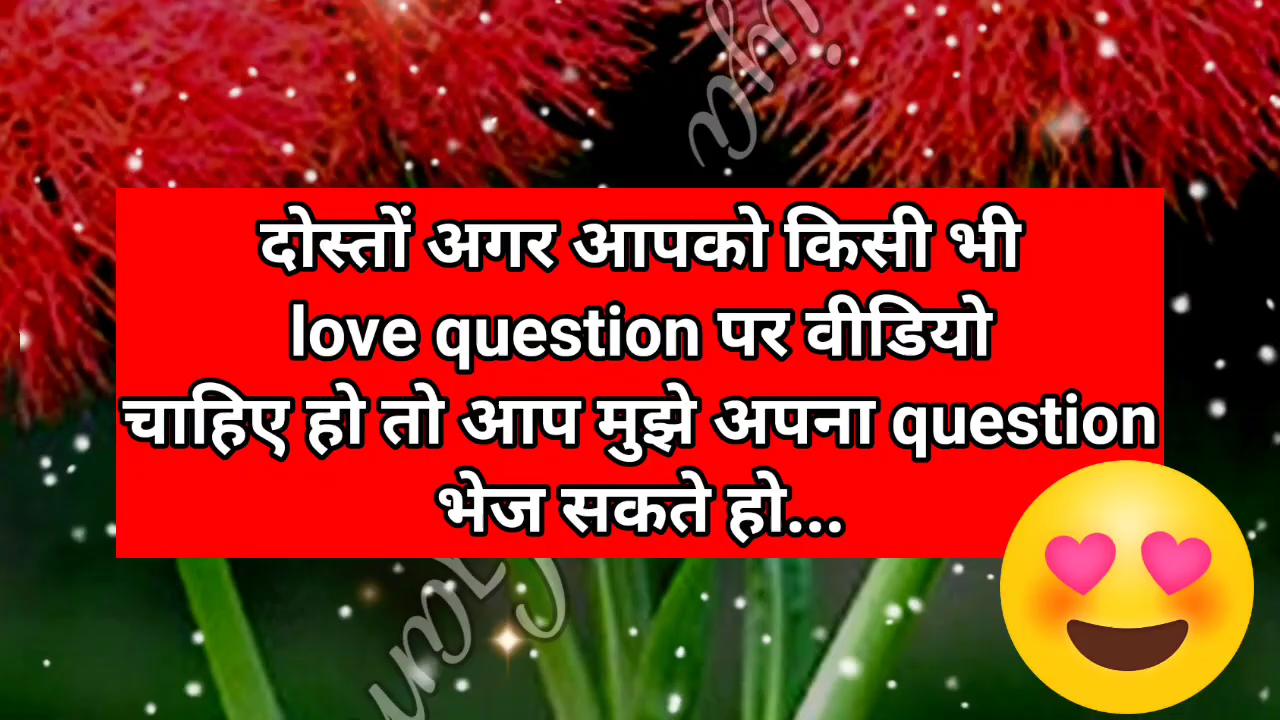 दोस्तों अगर आपको किसी भी
love question पर वीडियो
चाहिए हो तो आप मुझे अपना question
भेज सकते हो...